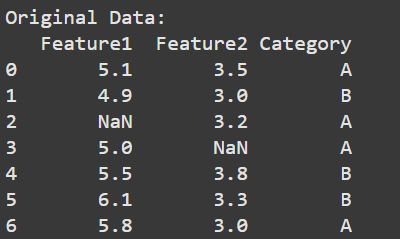 Original Data:
   Feature1  Feature2 Category
0       5.1       3.5        A
1       4.9       3.0        B
2       NaN       3.2        A
3       5.0       NaN        A
4       5.5       3.8        B
5       6.1       3.3        B
6       5.8       3.0        A